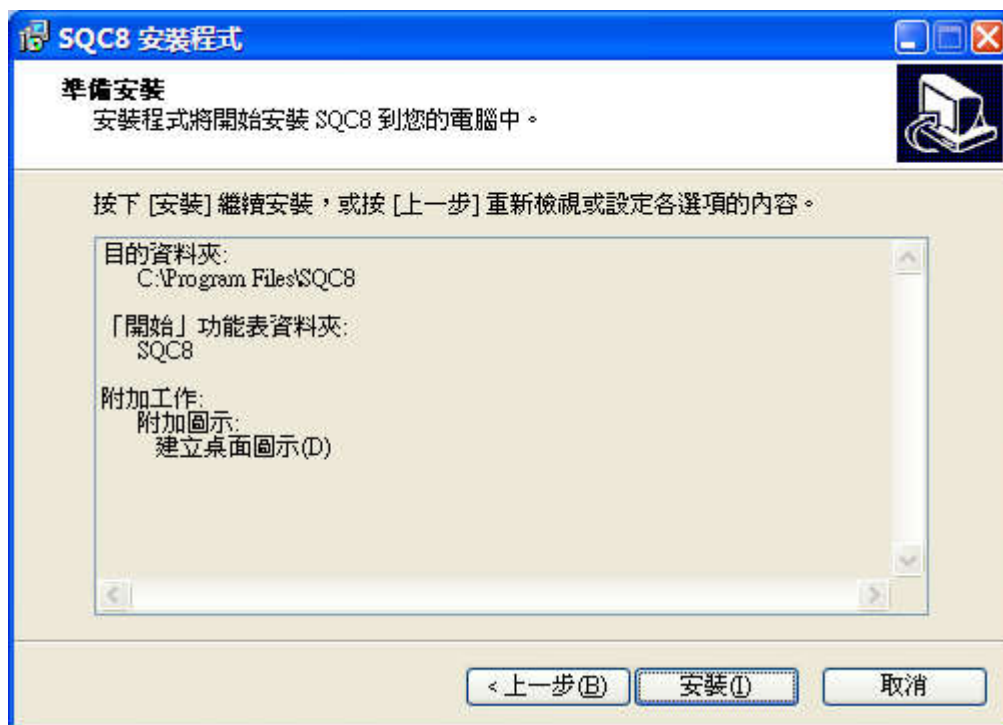 SQC8 安裝程式
準備安裝
安裝程式將開始安裝 SQC8 到您的電腦中。
按下 [安裝] 繼續安裝，或按 [上一步] 重新檢視或設定各選項的內容。
目的資料夾:
C:\Program Files\SQC8
「開始」功能表資料夾:
SQC8
附加工作:
附加圖示:
建立桌面圖示(D)
< 上一步(B) 安裝(I) 取消